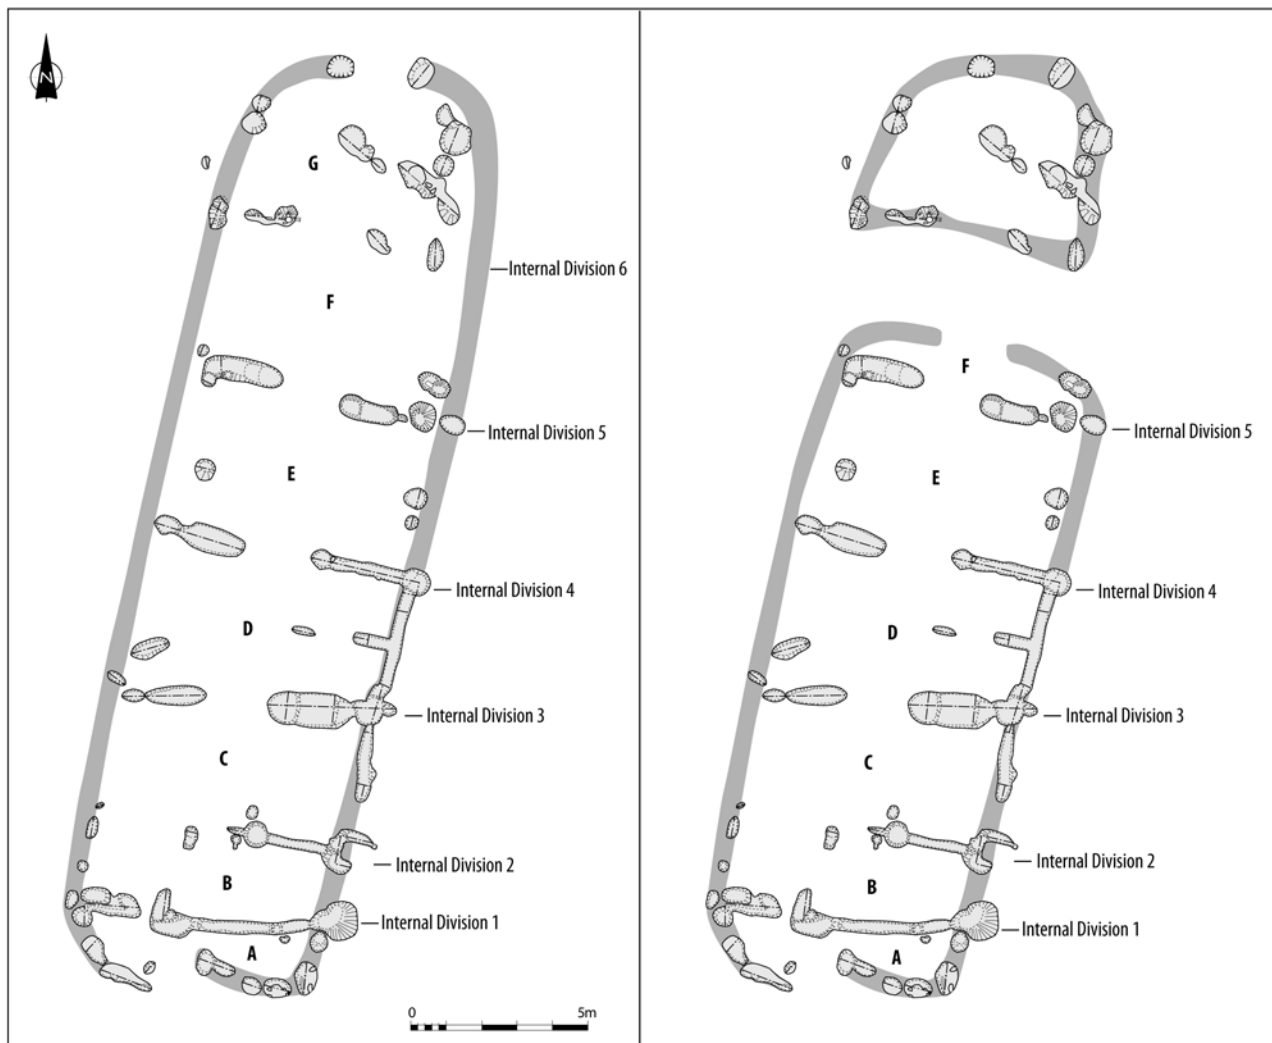 N
G
Internal Division 6
F
Internal Division 5
E
Internal Division 4
D
Internal Division 3
C
Internal Division 2
B
Internal Division 1
A
0 5m
F
Internal Division 5
E
Internal Division 4
D
Internal Division 3
C
Internal Division 2
B
Internal Division 1
A